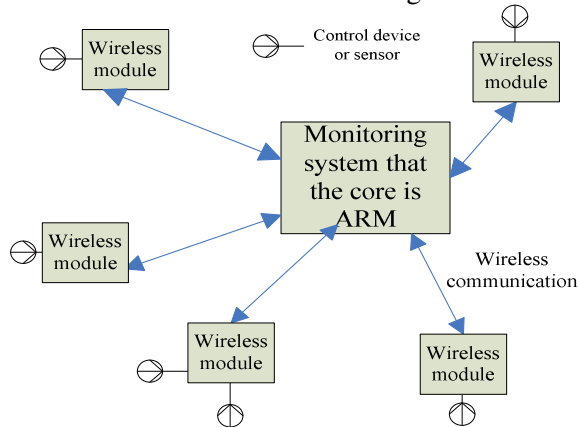 Wireless
module
Control device
or sensor
Wireless
module
Monitoring
system that
the core is
ARM
Wireless
module
Wireless
communication
Wireless
module
Wireless
module